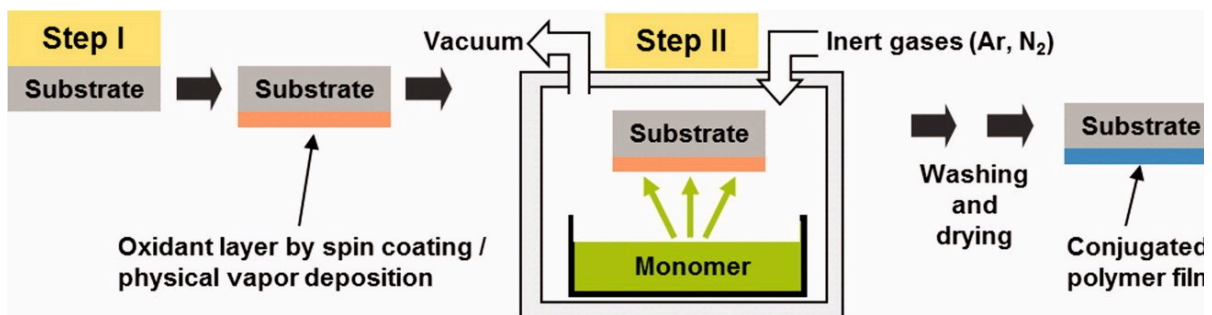 Step I
Substrate
Substrate
Oxidant layer by spin coating /
physical vapor deposition
Vacuum
Step II
Inert gases (Ar, N₂)
Substrate
Monomer
Washing
and
drying
Substrate
Conjugated
polymer film